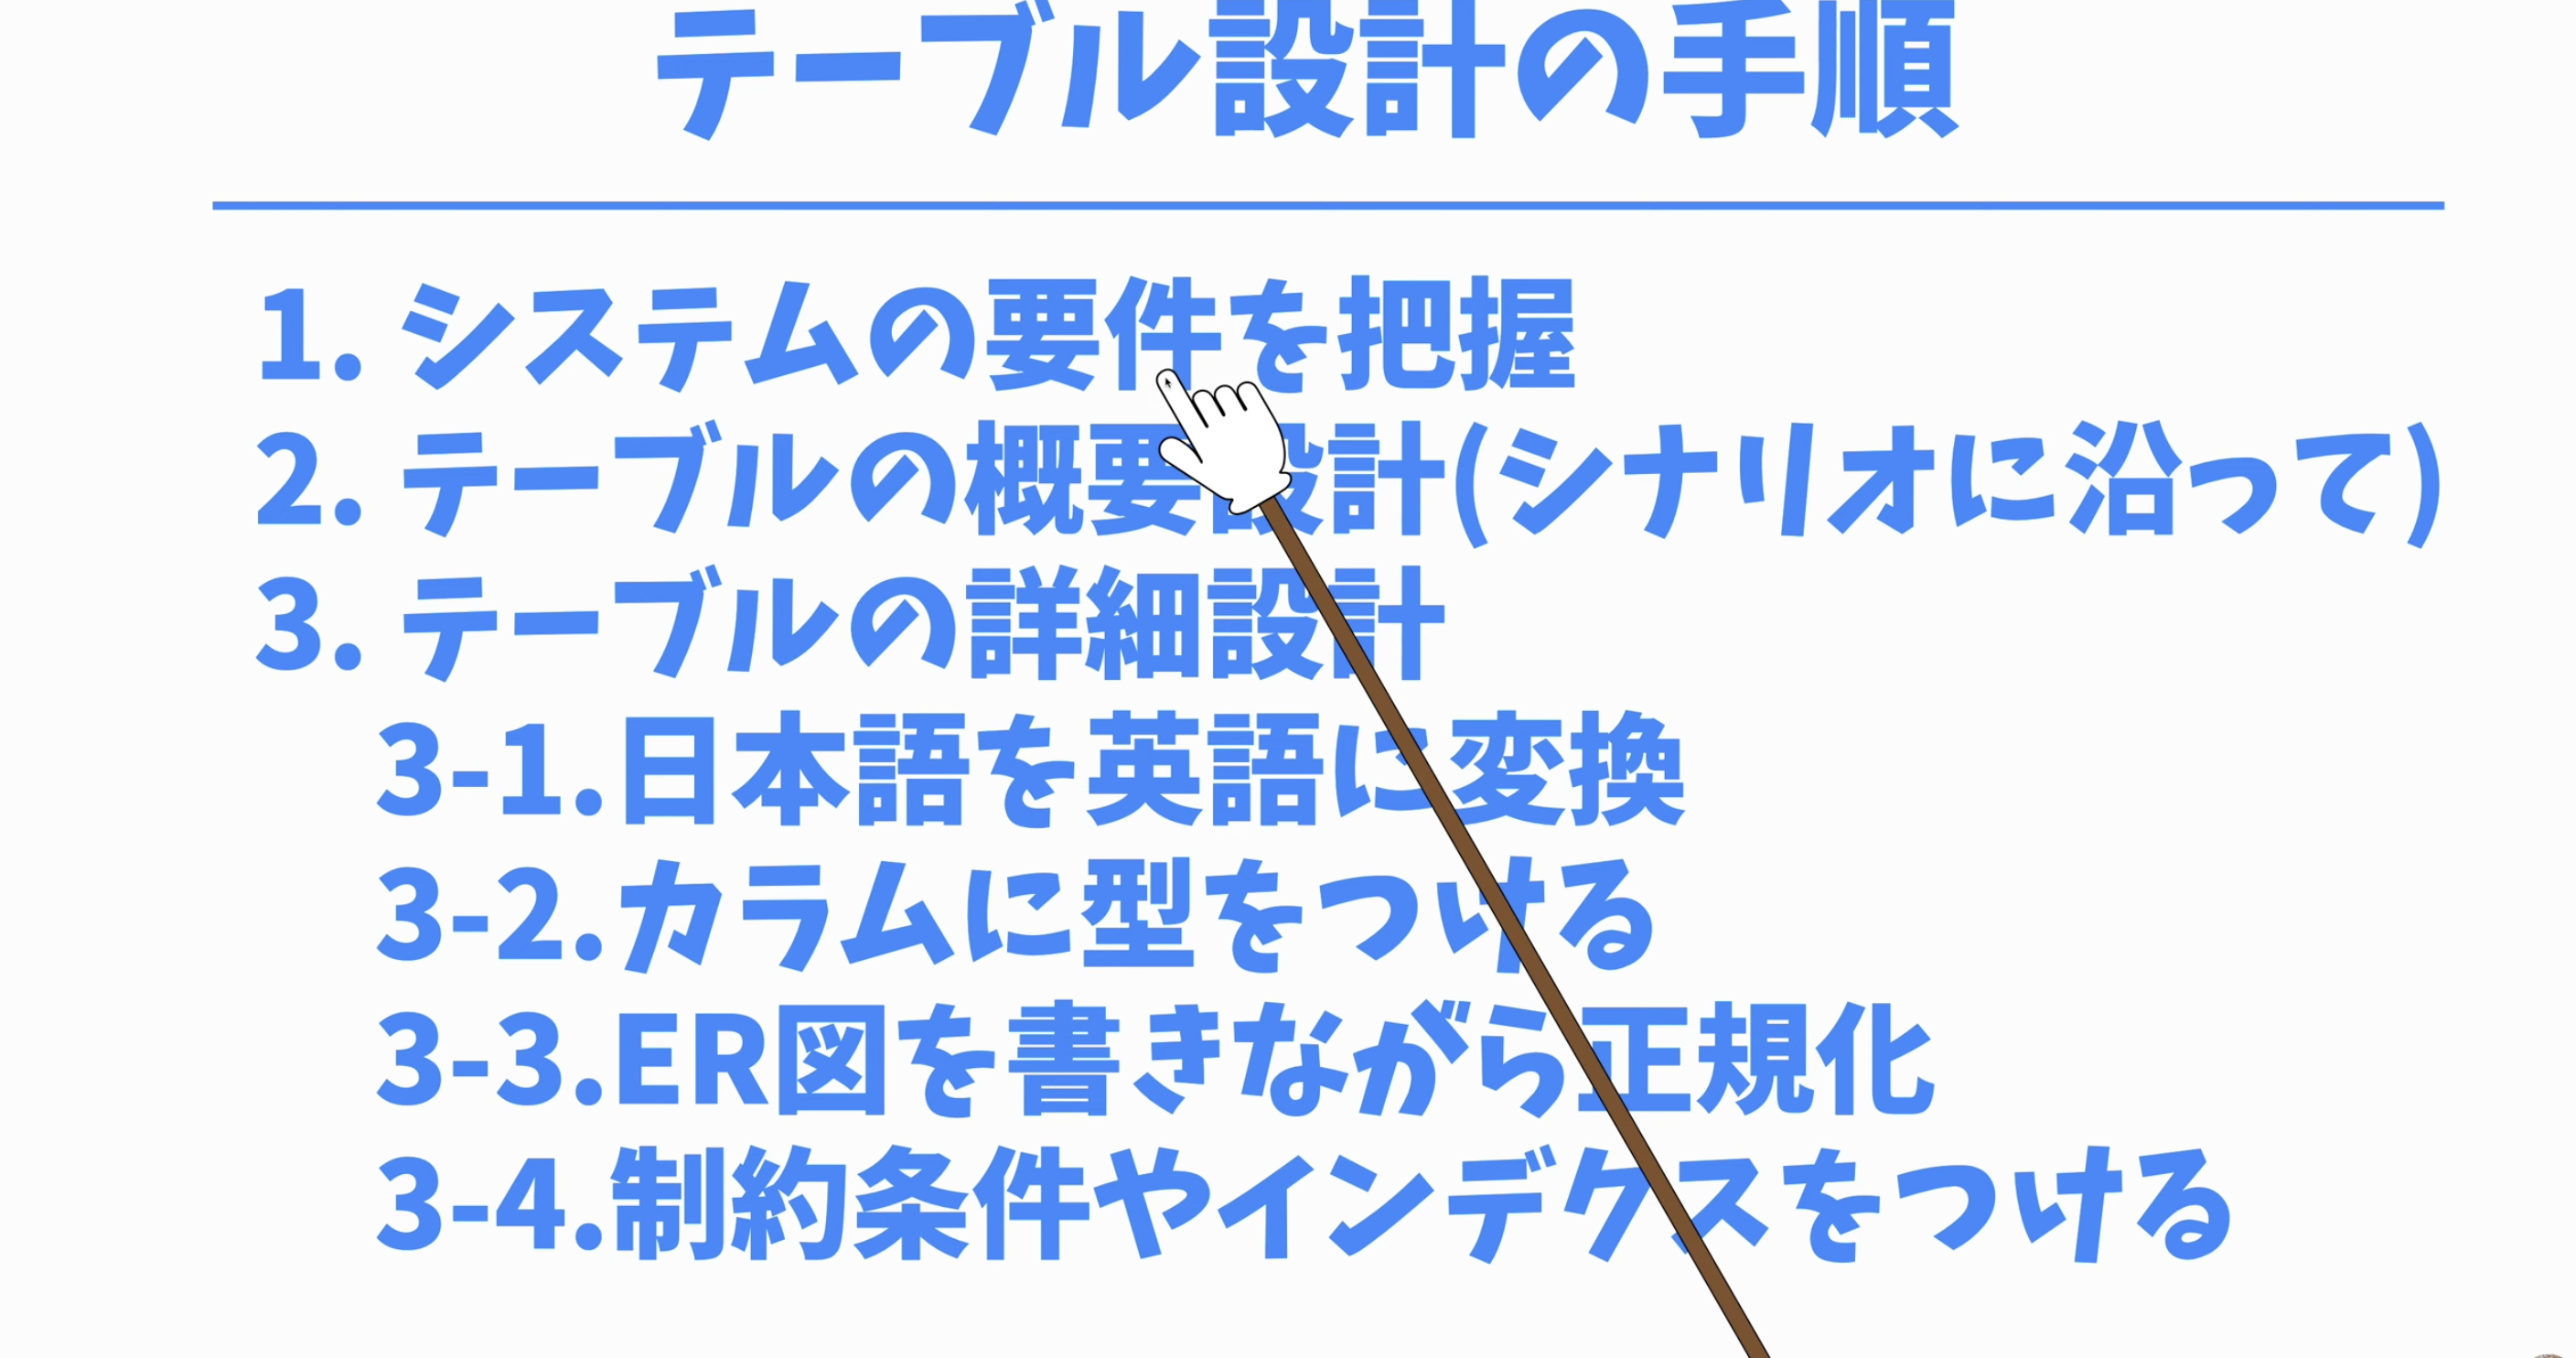 テーブル設計の手順
1. システムの要件を把握
2. テーブルの概要設計(シナリオに沿って)
3. テーブルの詳細設計
3-1.日本語を英語に変換
3-2.カラムに型をつける
3-3.ER図を書きながら正規化
3-4.制約条件やインデクスをつける